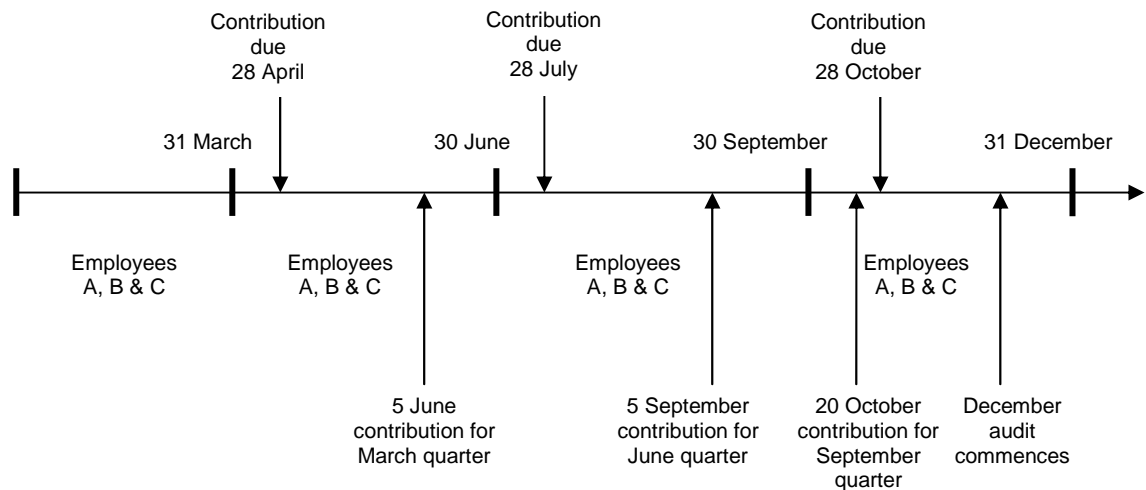 Contribution
due
28 April
Contribution
due
28 July
Contribution
due
28 October
31 March
30 June
30 September
31 December
Employees
A, B & C
Employees
A, B & C
Employees
A, B & C
Employees
A, B & C
5 June
contribution for
March quarter
5 September
contribution for
June quarter
20 October
contribution for
September
quarter
December
audit
commences